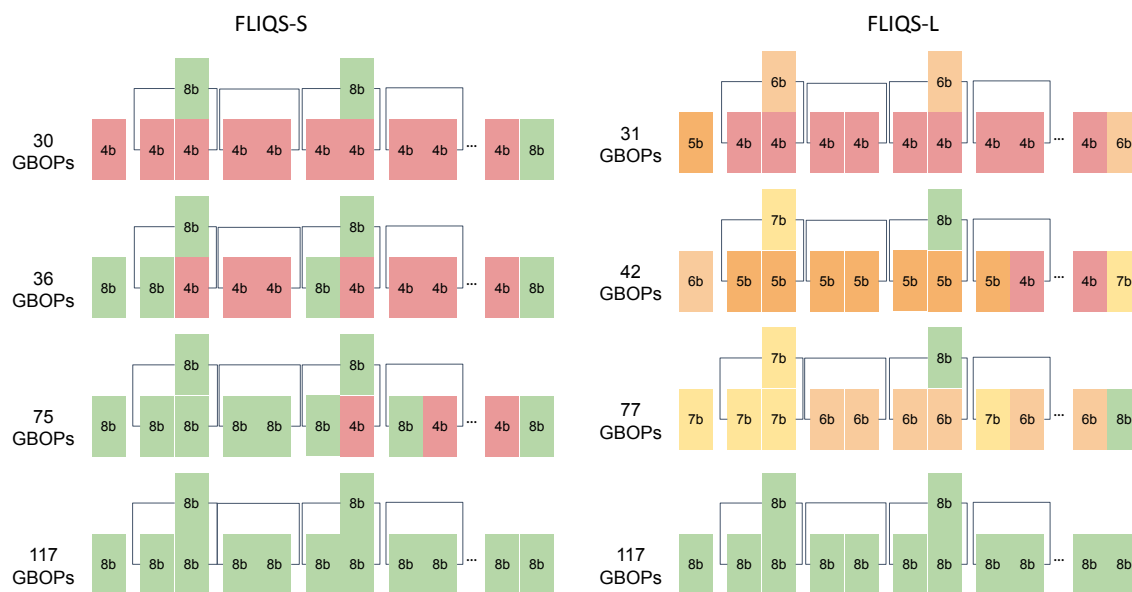 FLIQS-S
8b 8b
30
GBOPs
4b 4b 4b 4b 4b 4b 4b 4b 4b ... 4b 8b
8b 8b
36
GBOPs
8b 8b 4b 4b 4b 8b 4b 4b 4b ... 4b 8b
8b 8b
75
GBOPs
8b 8b 8b 8b 8b 8b 4b 8b 4b ... 4b 8b
8b 8b
117
GBOPs
8b 8b 8b 8b 8b 8b 8b 8b 8b ... 8b 8b
FLIQS-L
6b 6b
31
GBOPs
5b 4b 4b 4b 4b 4b 4b 4b 4b ... 4b 6b
7b 8b
42
GBOPs
6b 5b 5b 5b 5b 5b 5b 5b 4b ... 4b 7b
7b 8b
77
GBOPs
7b 7b 7b 6b 6b 6b 6b 7b 6b ... 6b 8b
8b 8b
117
GBOPs
8b 8b 8b 8b 8b 8b 8b 8b 8b ... 8b 8b